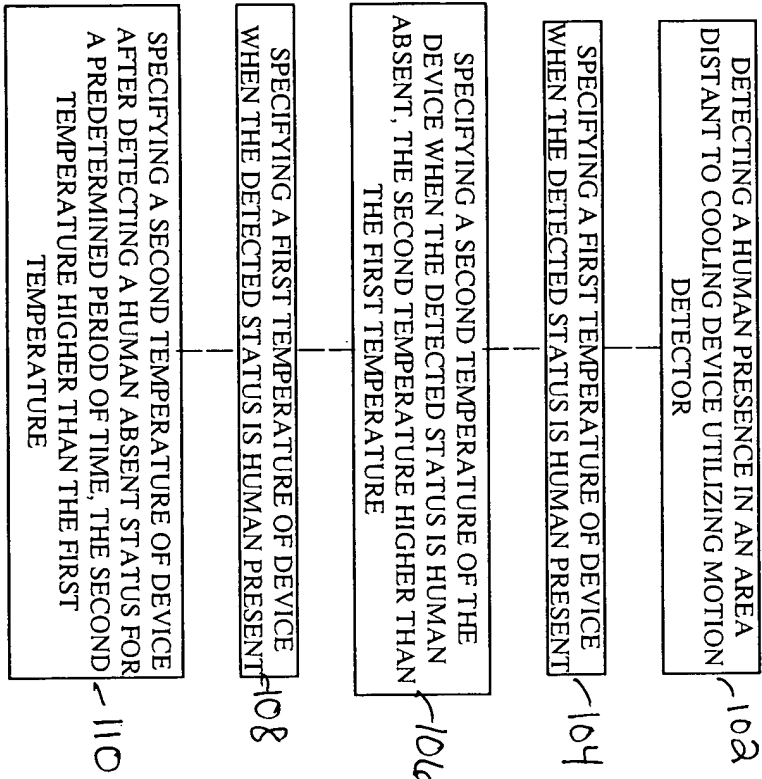 DETECTING A HUMAN PRESENCE IN AN AREA
DISTANT TO COOLING DEVICE UTILIZING MOTION
DETECTOR
102
SPECIFYING A FIRST TEMPERATURE OF DEVICE
WHEN THE DETECTED STATUS IS HUMAN PRESENT
104
SPECIFYING A SECOND TEMPERATURE OF THE
DEVICE WHEN THE DETECTED STATUS IS HUMAN
ABSENT, THE SECOND TEMPERATURE HIGHER THAN
THE FIRST TEMPERATURE
106
SPECIFYING A FIRST TEMPERATURE OF DEVICE
WHEN THE DETECTED STATUS IS HUMAN PRESENT
108
SPECIFYING A SECOND TEMPERATURE OF DEVICE
AFTER DETECTING A HUMAN ABSENT STATUS FOR
A PREDETERMINED PERIOD OF TIME, THE SECOND
TEMPERATURE HIGHER THAN THE FIRST
TEMPERATURE
110